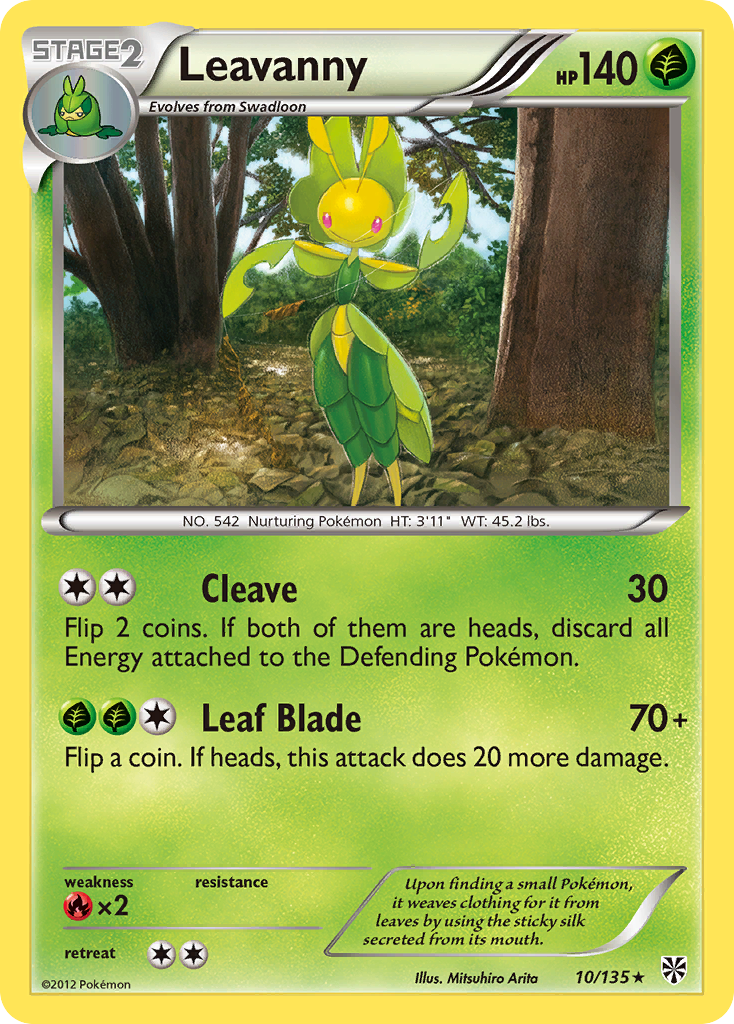 STAGE2
Leavanny
HP140
Evolves from Swadloon
NO. 542 Nurturing Pokémon HT: 3'11" WT: 45.2 lbs.
Cleave 30
Flip 2 coins. If both of them are heads, discard all
Energy attached to the Defending Pokémon.
Leaf Blade 70+
Flip a coin. If heads, this attack does 20 more damage.
weakness resistance
×2
retreat
Upon finding a small Pokémon,
it weaves clothing for it from
leaves by using the sticky silk
secreted from its mouth.
©2012 Pokémon
Illus. Mitsuhiro Arita
10/135★